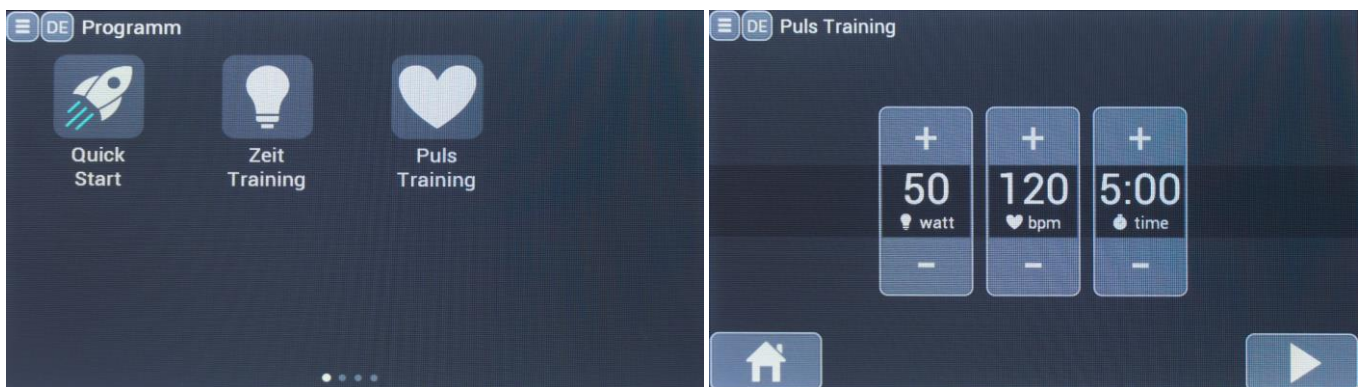 DE Programm
Quick
Start
Zeit
Training
Puls
Training
DE Puls Training
+ + +
50 120 5:00
watt bpm time
- - -